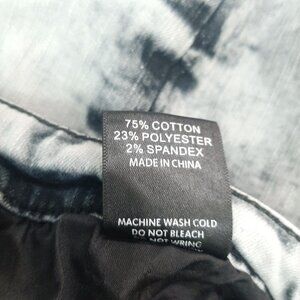 75% COTTON
23% POLYESTER
2% SPANDEX
MADE IN CHINA
MACHINE WASH COLD
DO NOT BLEACH
DO NOT WRING